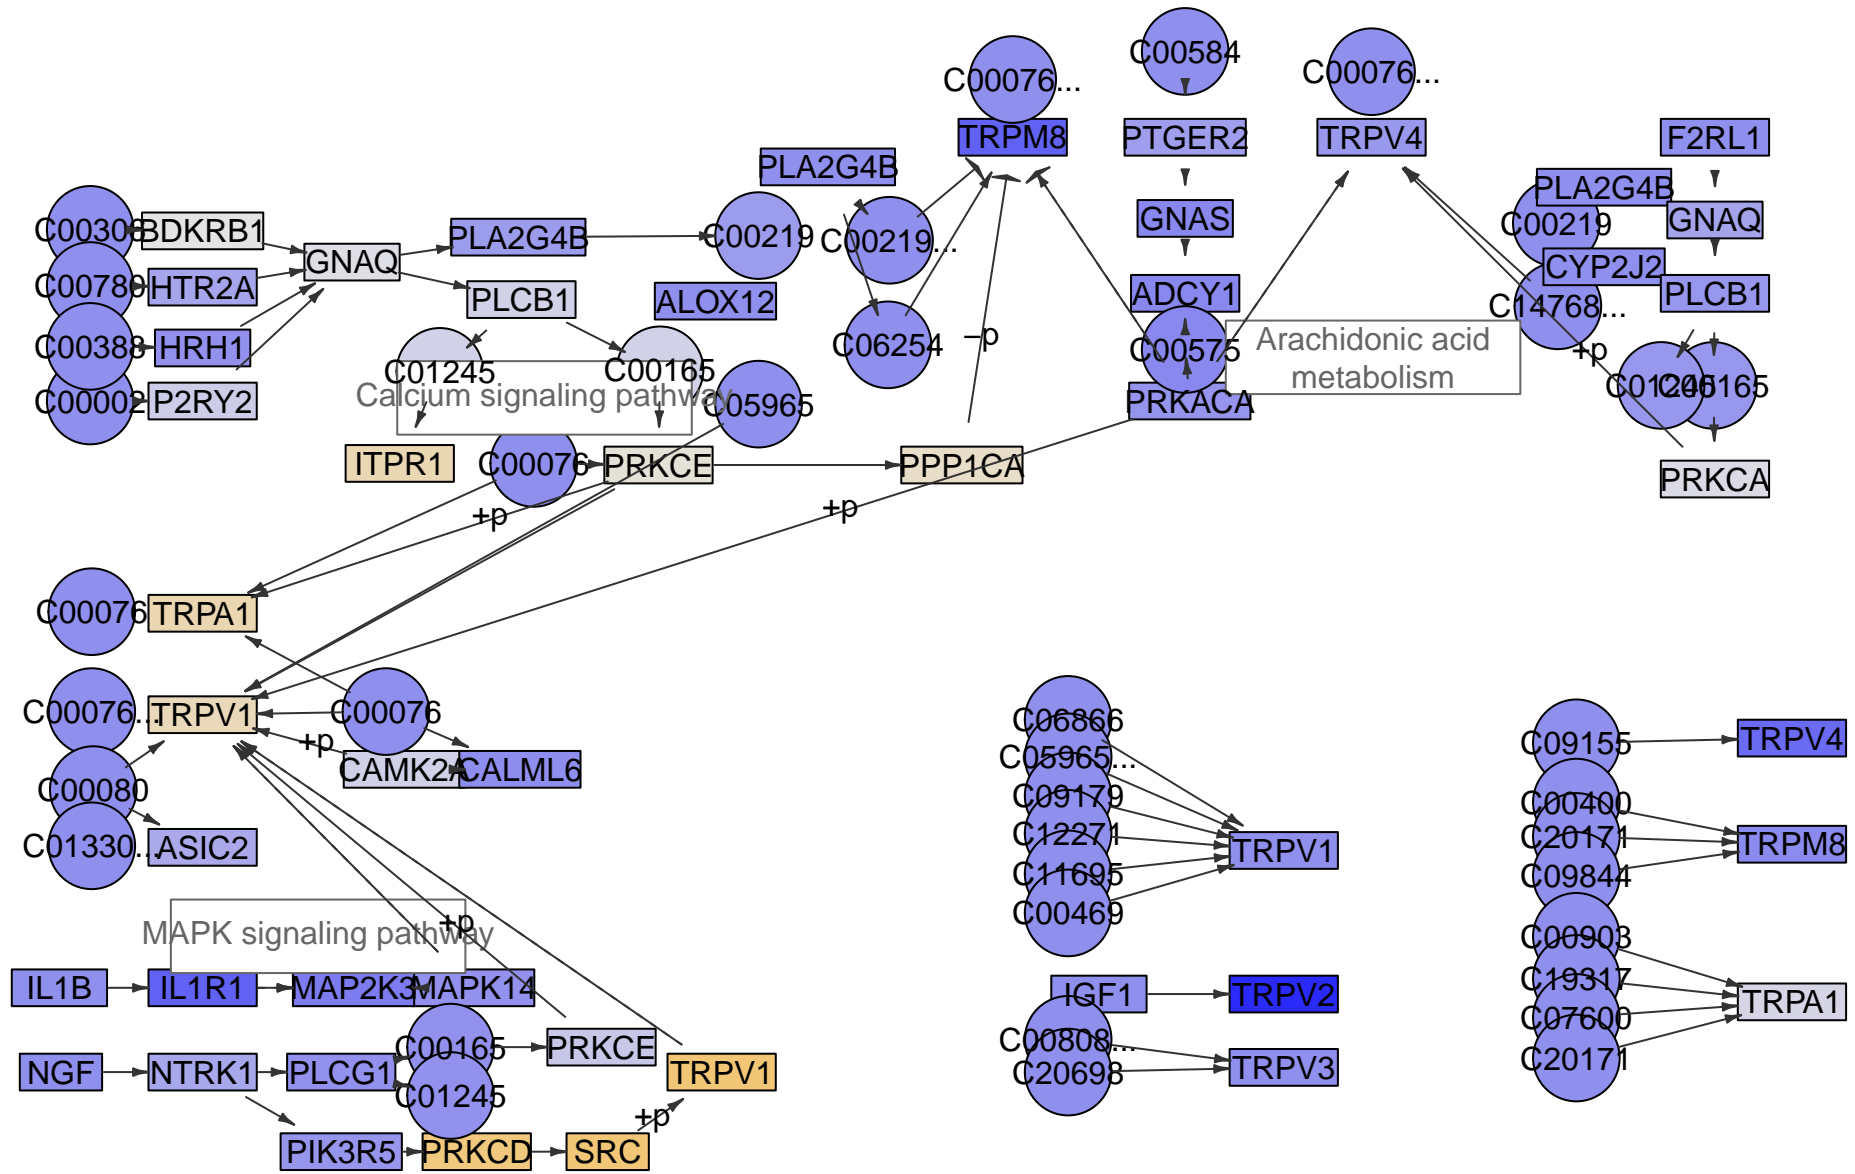 C00584
C00076...
C00076...
TRPM8
PTGER2
TRPV4
F2RL1
PLA2G4B
PLA2G4B
BDKRB1
GNAS
C00219
GNAQ
C00780
HTR2A
GNAQ
PLA2G4B
C00219
C00219...
CYP2J2
PLCB1
ALOX12
ADCY1
PLCB1
C14768...
C00388
HRH1
C06254
–p
C00575
Arachidonic acid
metabolism
+p
C01245
C00165
C00002
P2RY2
Calcium signaling pathway
C05965
PRKACA
C01245
C00165
ITPR1
C00076
PRKCE
PPP1CA
PRKCA
+p
+p
C00076
TRPA1
C00076...
TRPV1
C00076
+p
C00080
CAMK2A
CALML6
C01330...
ASIC2
C06866
C05965...
C09179
C12271
C11695
C00469
TRPV1
C09155
TRPV4
C00400
C20171
C09844
TRPM8
MAPK signaling pathway
+p
IL1B
IL1R1
MAP2K3
MAPK14
IGF1
TRPV2
C00903
C19317
C07600
C20171
TRPA1
C00165
PRKCE
C00808...
C20698
TRPV3
NGF
NTRK1
PLCG1
C01245
TRPV1
+p
PIK3R5
PRKCD
SRC